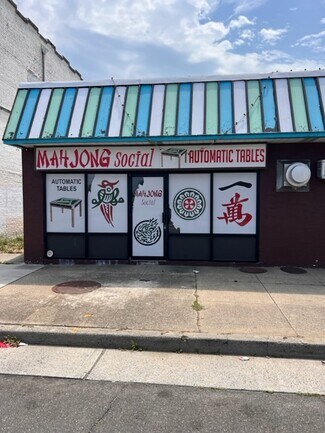 MAHJONG Social AUTOMATIC TABLES
AUTOMATIC
TABLES
MAHJONG
Social
一萬